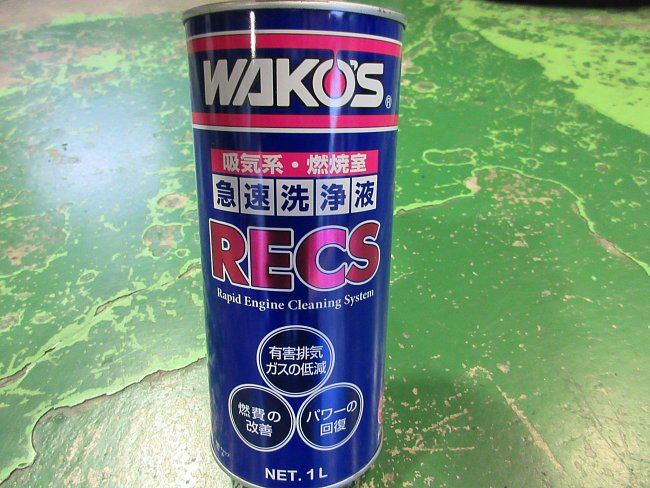 WAKO'S®
吸気系・燃焼室
急速洗浄液
RECS
Rapid Engine Cleaning System
有害排気
ガスの低減
燃費の
改善
パワーの
回復
NET. 1 L